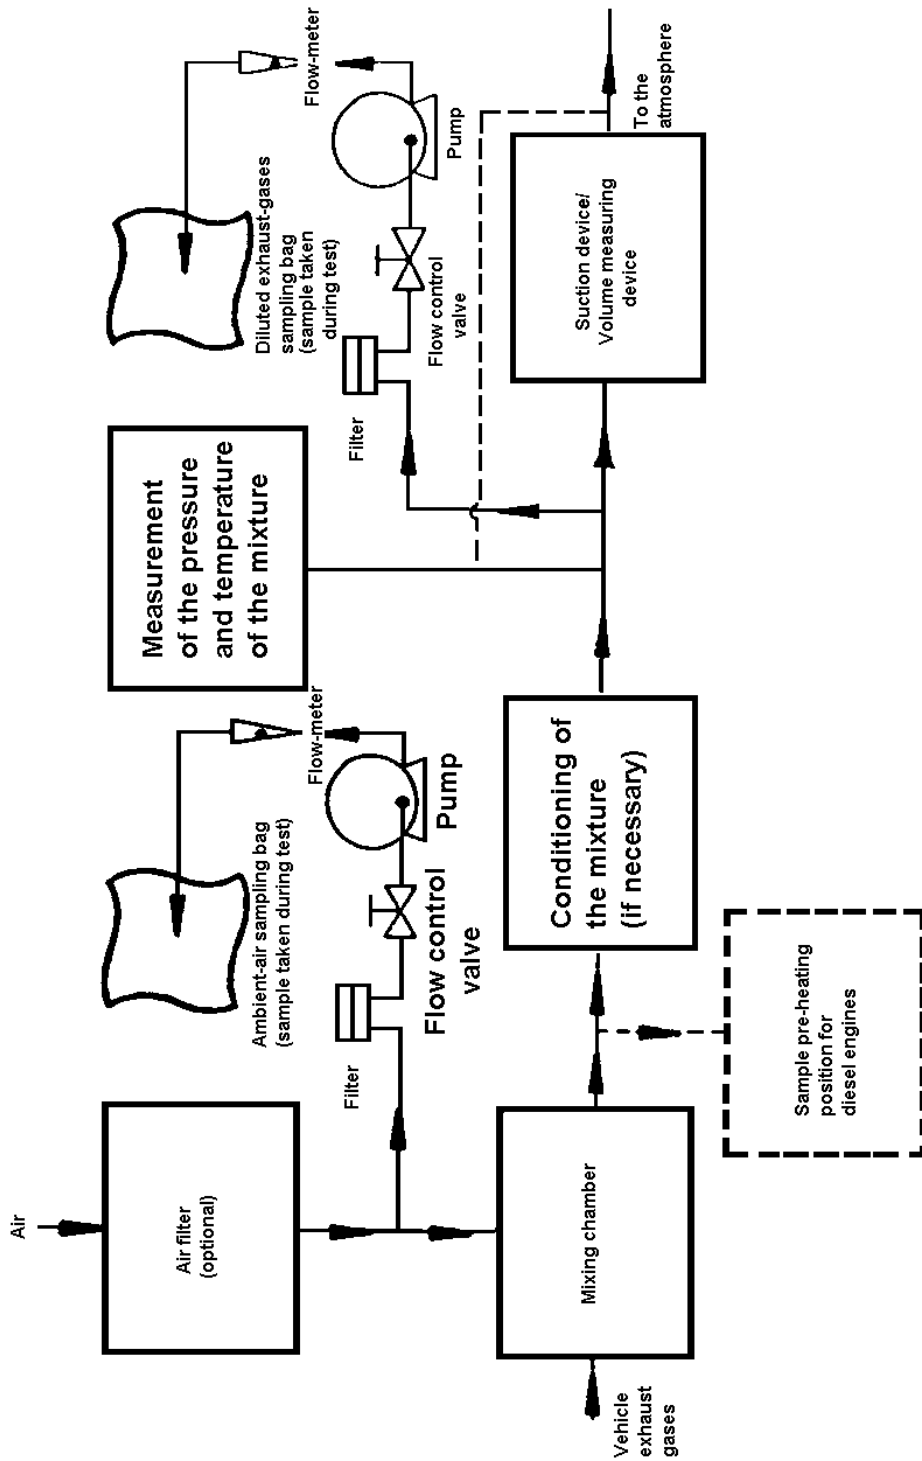 Air
Air filter
(optional)
Ambient-air sampling bag
(sample taken during test)
Flow-meter
Pump
Flow control
valve
Filter
Measurement
of the pressure
and temperature
of the mixture
Diluted exhaust-gases
sampling bag
(sample taken
during test)
Flow-meter
Pump
Flow control
valve
Filter
Vehicle
exhaust
gases
Mixing chamber
Conditioning of
the mixture
(if necessary)
Suction device/
Volume measuring
device
To the
atmosphere
Sample pre-heating
position for
diesel engines